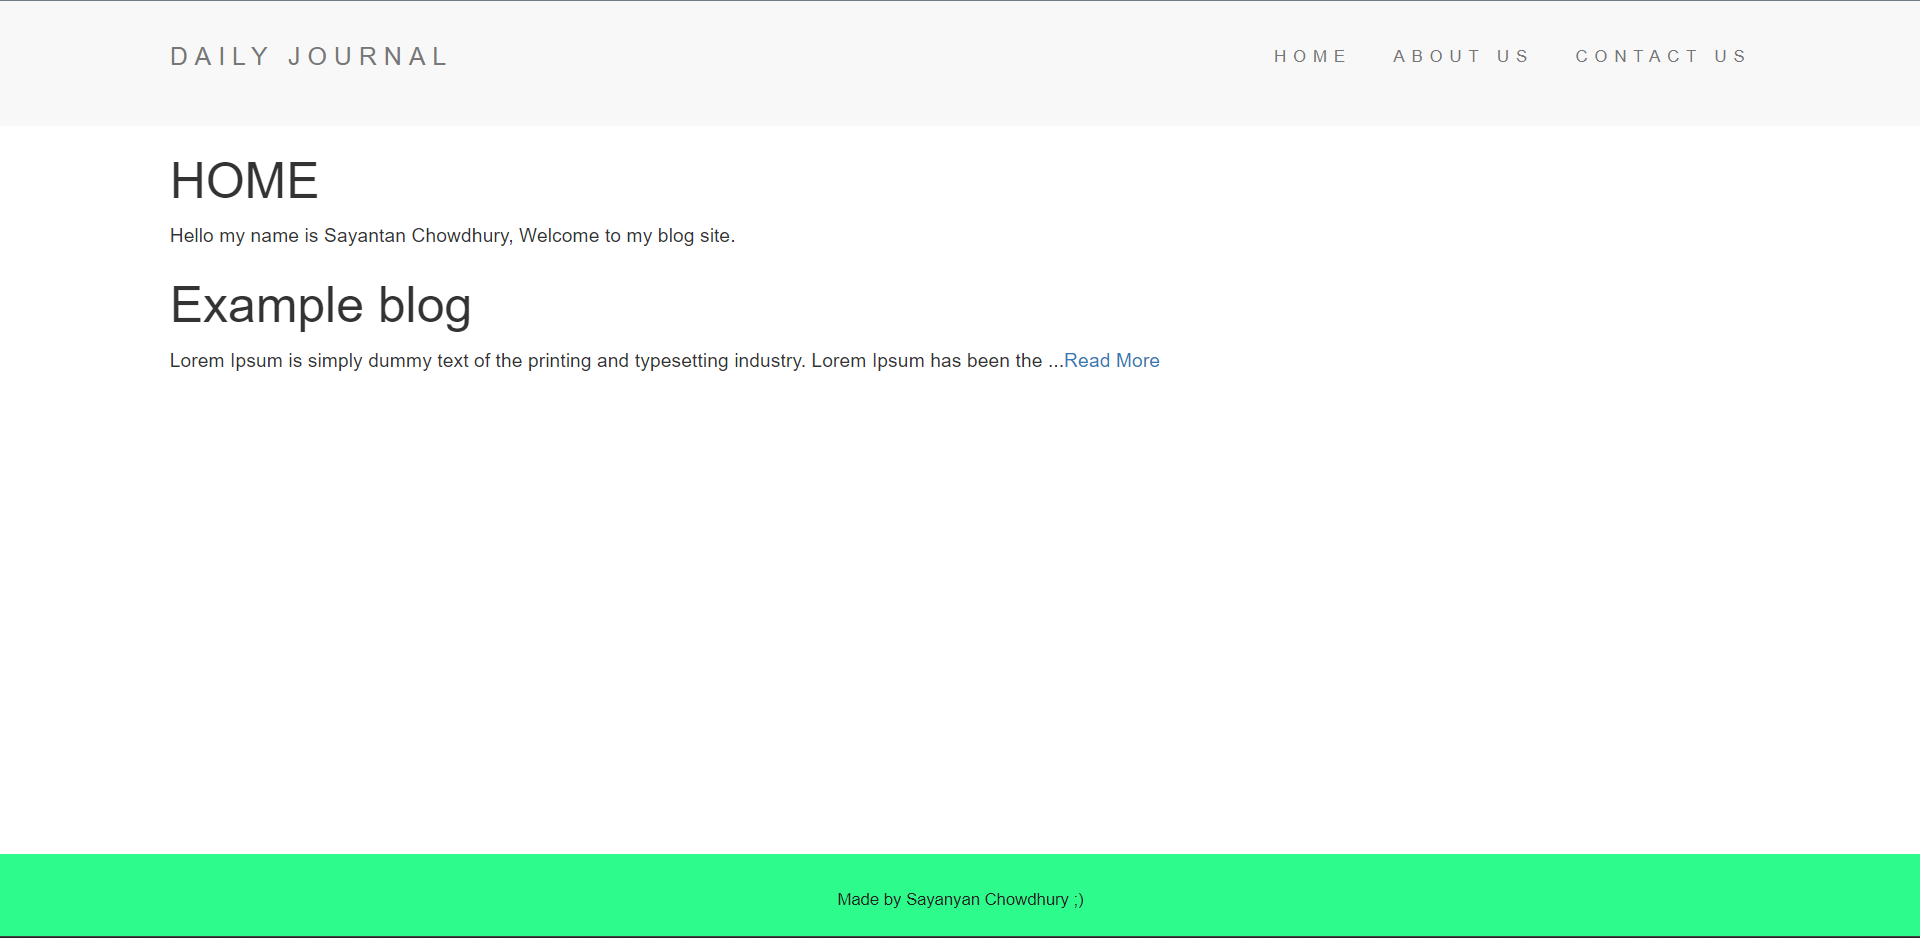 DAILY JOURNAL
HOME
ABOUT US
CONTACT US
HOME
Hello my name is Sayantan Chowdhury, Welcome to my blog site.
Example blog
Lorem Ipsum is simply dummy text of the printing and typesetting industry. Lorem Ipsum has been the ...Read More
Made by Sayanyan Chowdhury ;)